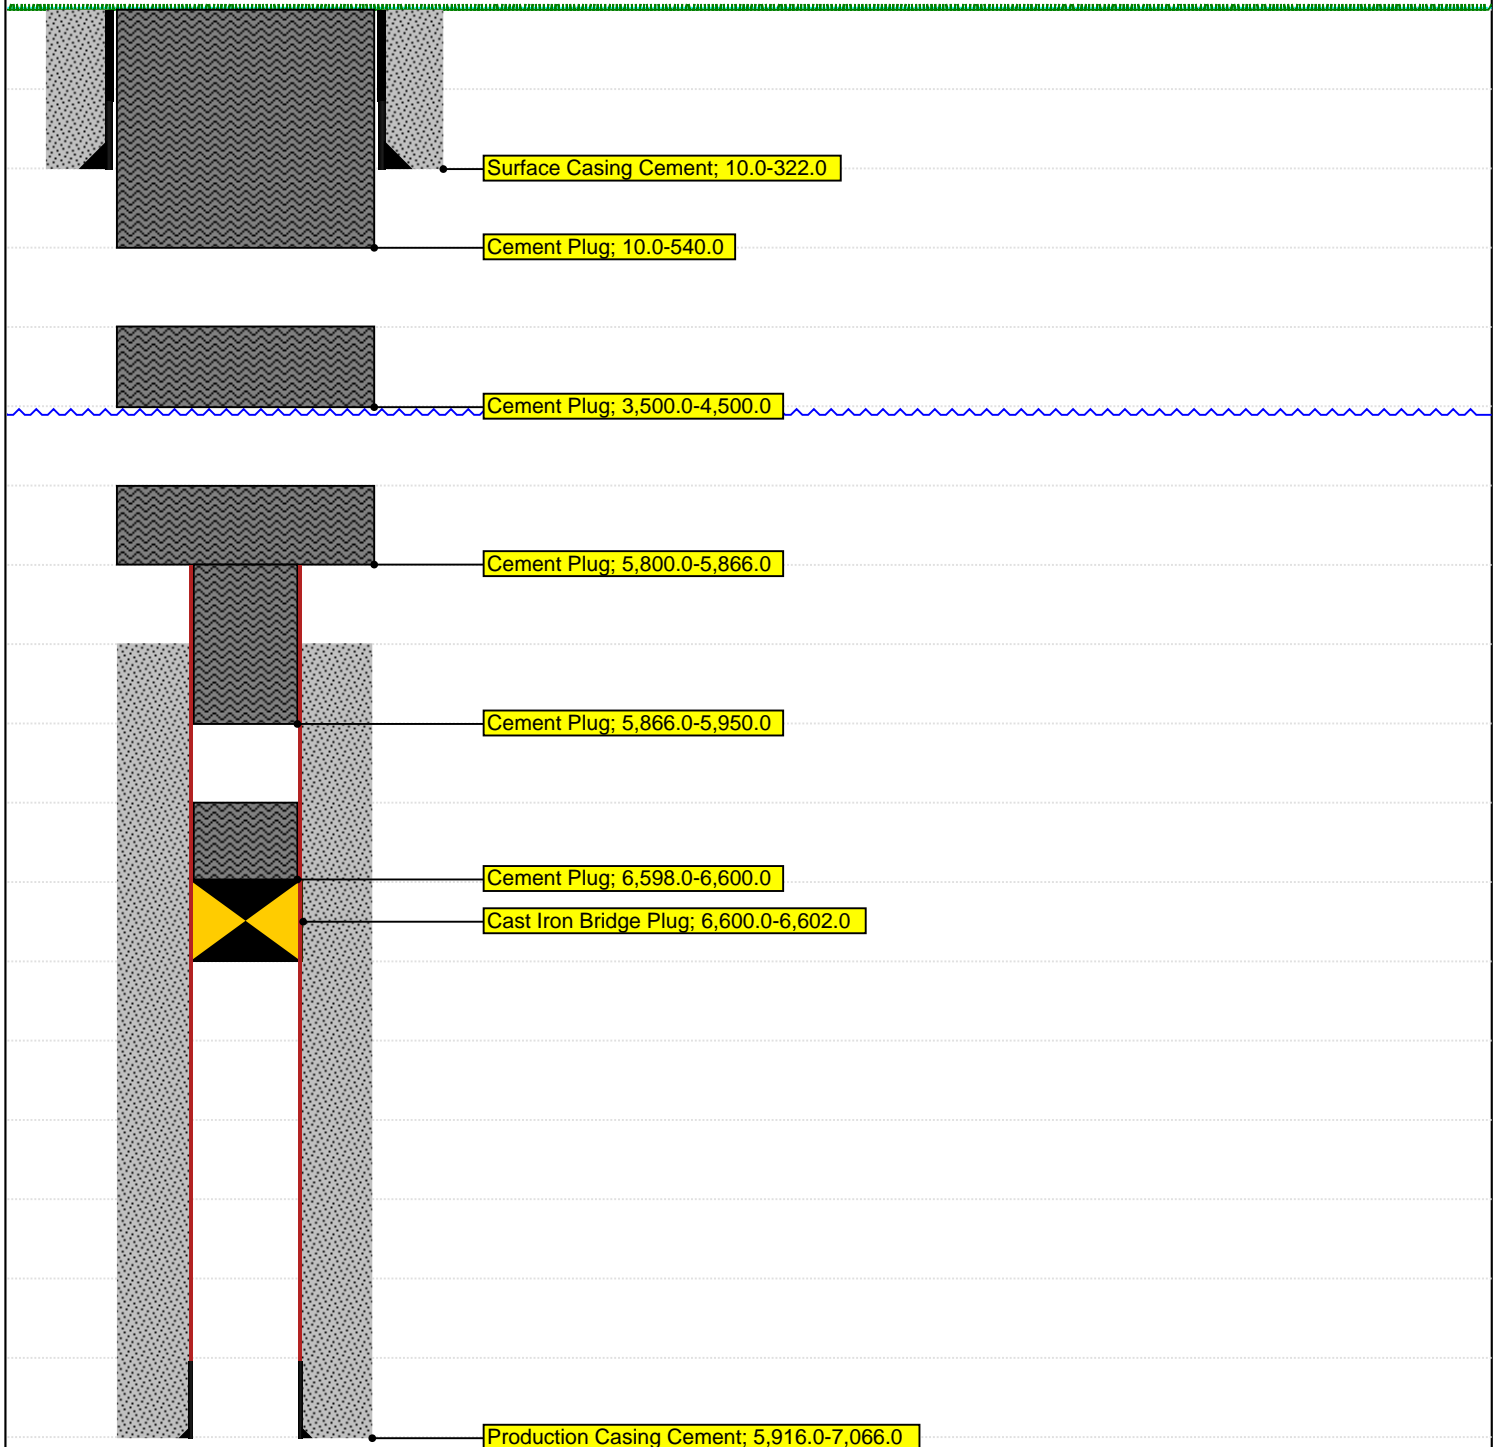 Surface Casing Cement; 10.0-322.0
Cement Plug; 10.0-540.0
Cement Plug; 3,500.0-4,500.0
Cement Plug; 5,800.0-5,866.0
Cement Plug; 5,866.0-5,950.0
Cement Plug; 6,598.0-6,600.0
Cast Iron Bridge Plug; 6,600.0-6,602.0
Production Casing Cement; 5,916.0-7,066.0